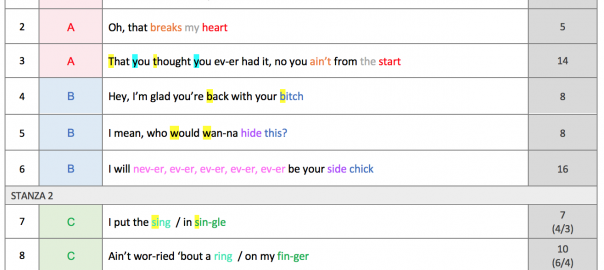 2 A Oh, that breaks my heart 5
3 A That you thought you ev-er had it, no you ain't from the start 14
4 B Hey, I'm glad you're back with your bitch 8
5 B I mean, who would wan-na hide this? 8
6 B I will nev-er, ev-er, ev-er, ev-er, ev-er be your side chick 16
STANZA 2
7 C I put the sing / in sin-gle 7
(4/3)
8 C Ain't wor-ried 'bout a ring / on my fin-ger 10
(6/4)